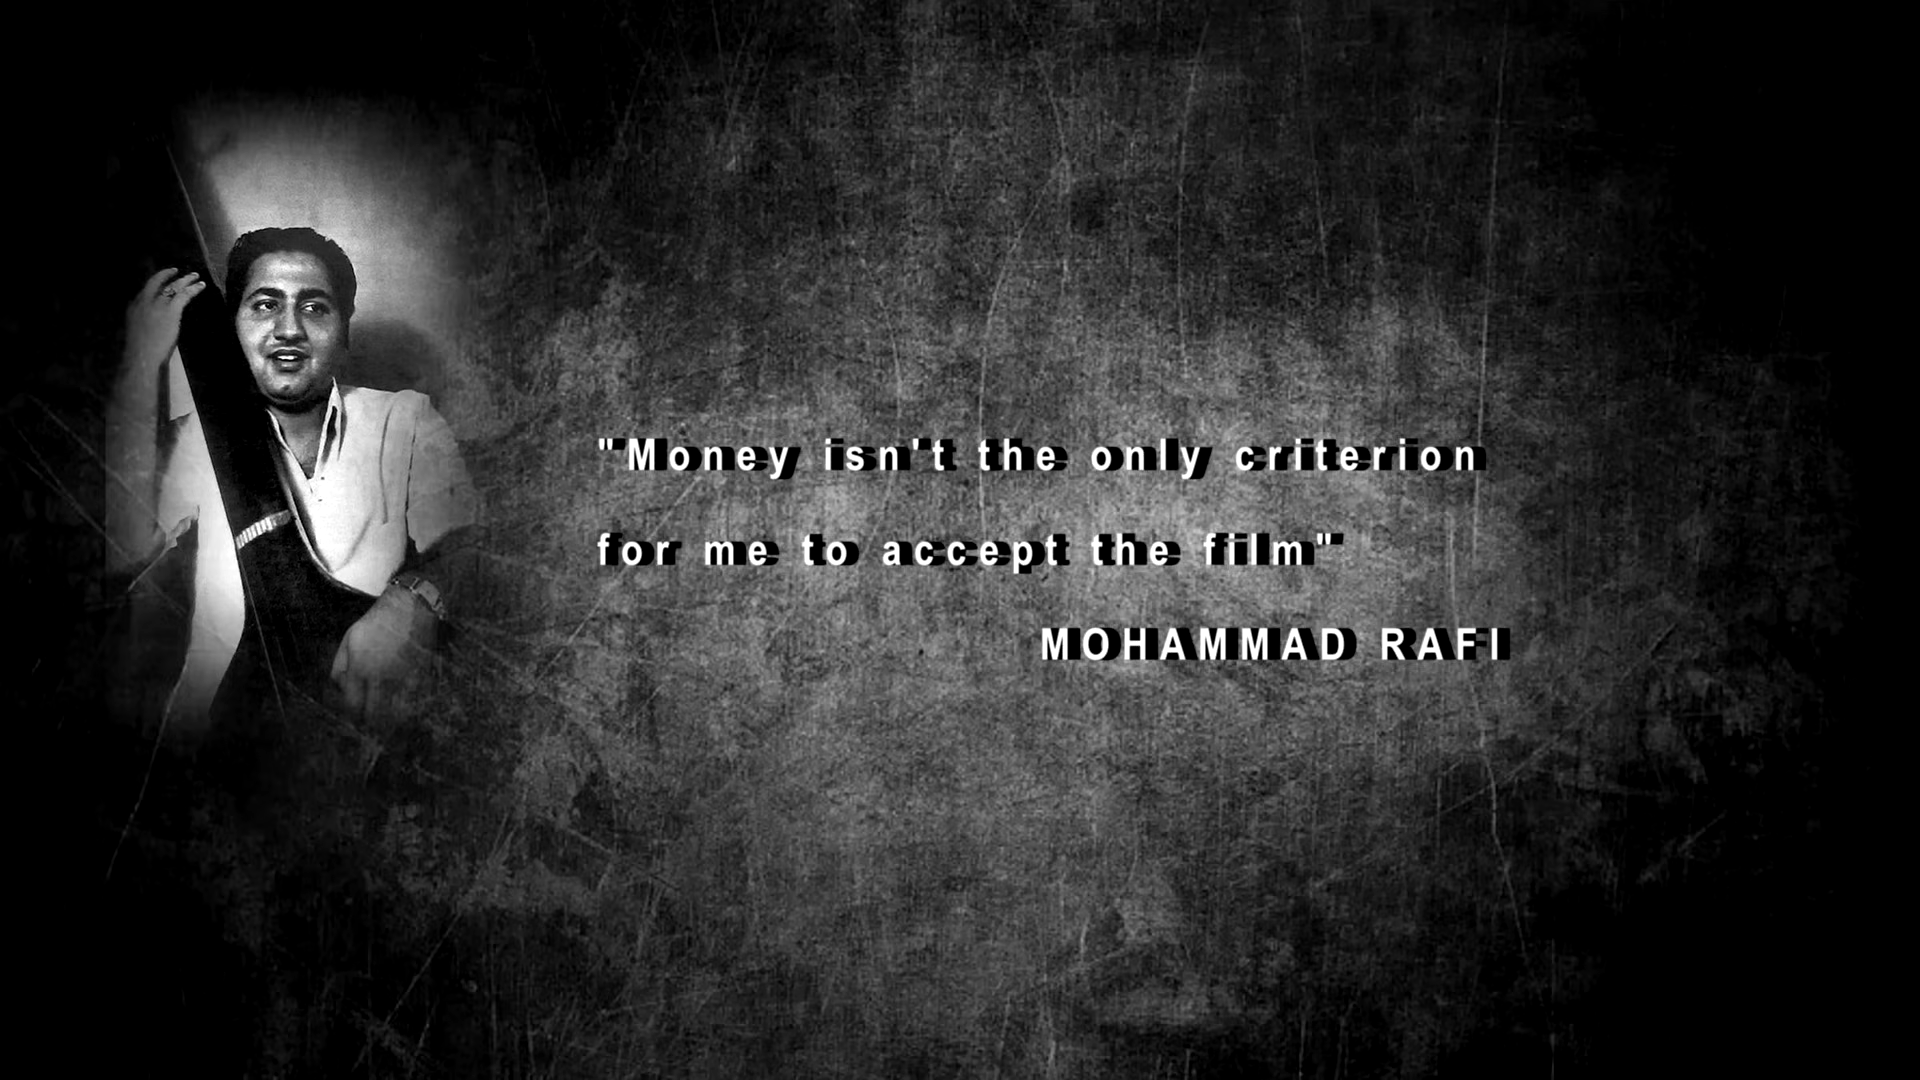 "Money isn't the only criterion
for me to accept the film"
MOHAMMAD RAFI